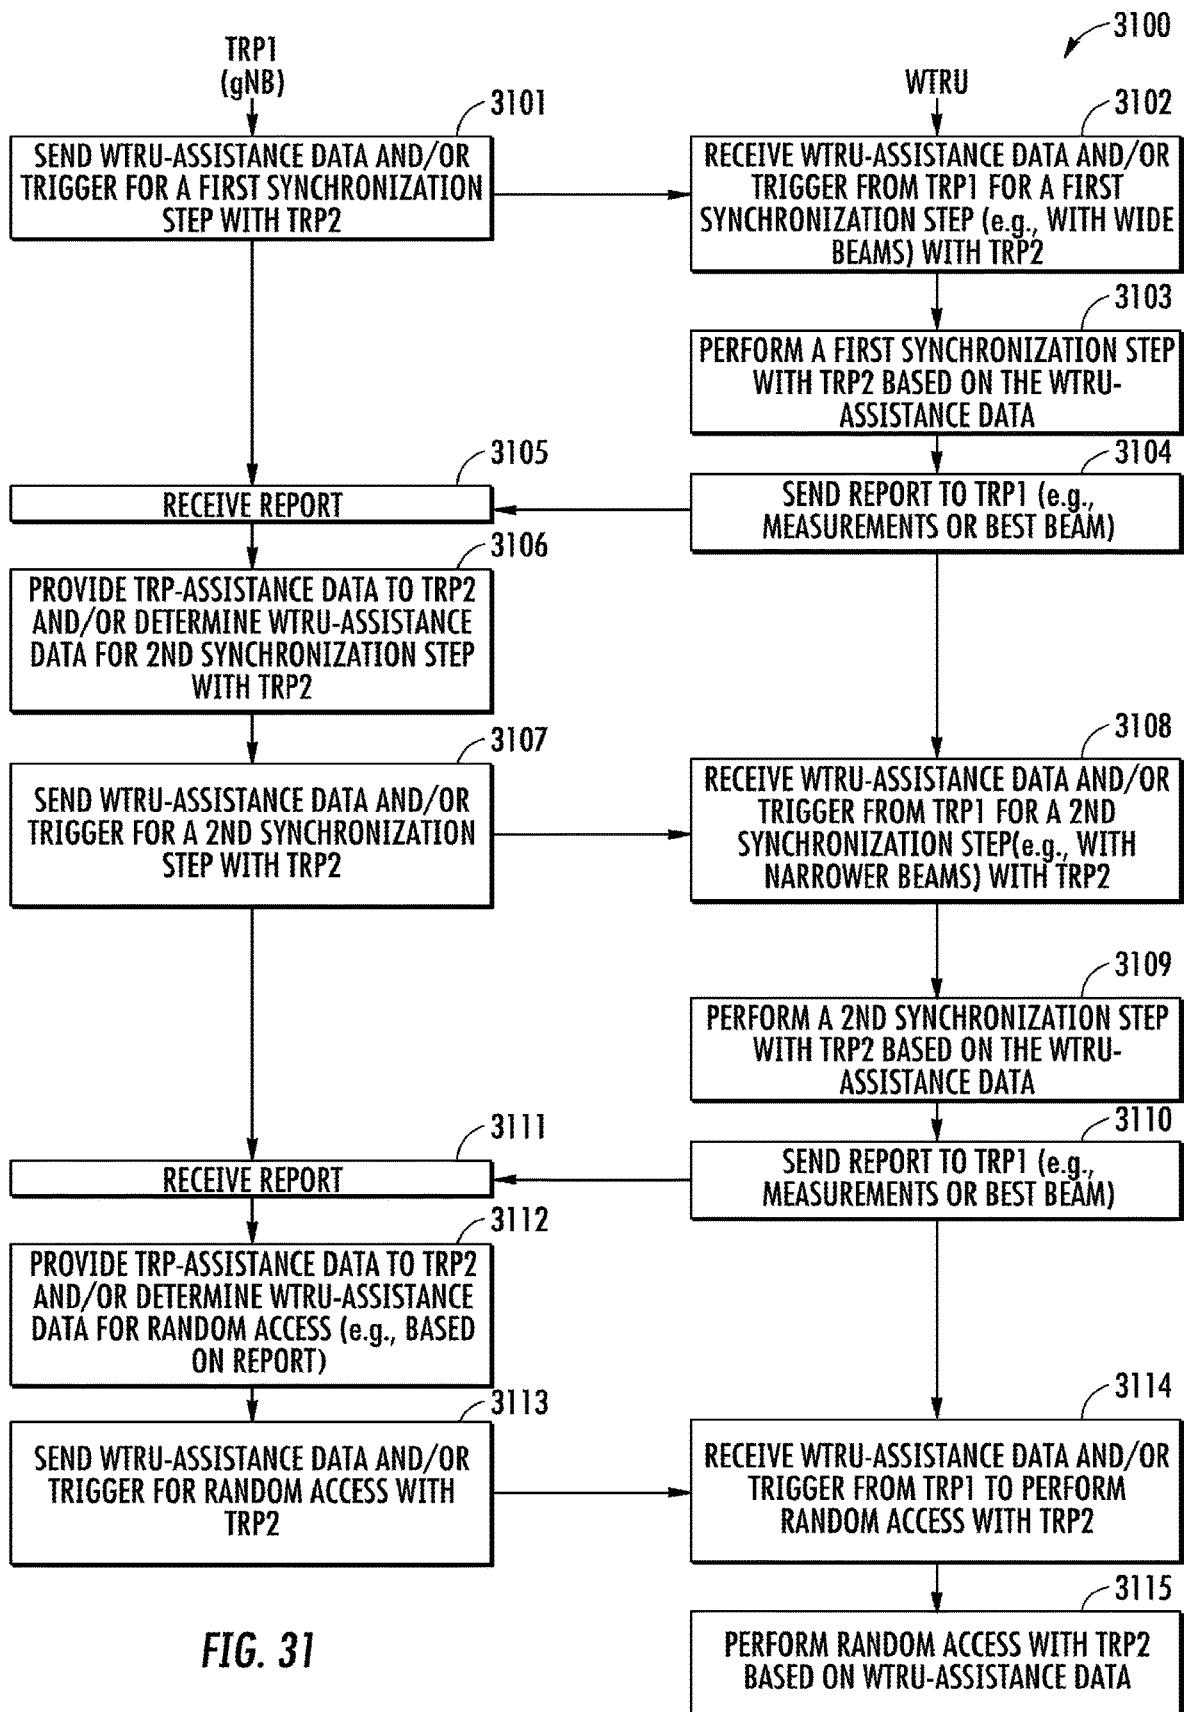 3100
TRP1
(gNB)
WTRU
3101
SEND WTRU-ASSISTANCE DATA AND/OR
TRIGGER FOR A FIRST SYNCHRONIZATION
STEP WITH TRP2
3102
RECEIVE WTRU-ASSISTANCE DATA AND/OR
TRIGGER FROM TRP1 FOR A FIRST
SYNCHRONIZATION STEP (e.g., WITH WIDE
BEAMS) WITH TRP2
3103
PERFORM A FIRST SYNCHRONIZATION STEP
WITH TRP2 BASED ON THE WTRU-
ASSISTANCE DATA
3104
SEND REPORT TO TRP1 (e.g.,
MEASUREMENTS OR BEST BEAM)
3105
RECEIVE REPORT
3106
PROVIDE TRP-ASSISTANCE DATA TO TRP2
AND/OR DETERMINE WTRU-ASSISTANCE
DATA FOR 2ND SYNCHRONIZATION STEP
WITH TRP2
3107
SEND WTRU-ASSISTANCE DATA AND/OR
TRIGGER FOR A 2ND SYNCHRONIZATION
STEP WITH TRP2
3108
RECEIVE WTRU-ASSISTANCE DATA AND/OR
TRIGGER FROM TRP1 FOR A 2ND
SYNCHRONIZATION STEP(e.g., WITH
NARROWER BEAMS) WITH TRP2
3109
PERFORM A 2ND SYNCHRONIZATION STEP
WITH TRP2 BASED ON THE WTRU-
ASSISTANCE DATA
3110
SEND REPORT TO TRP1 (e.g.,
MEASUREMENTS OR BEST BEAM)
3111
RECEIVE REPORT
3112
PROVIDE TRP-ASSISTANCE DATA TO TRP2
AND/OR DETERMINE WTRU-ASSISTANCE
DATA FOR RANDOM ACCESS (e.g., BASED
ON REPORT)
3113
SEND WTRU-ASSISTANCE DATA AND/OR
TRIGGER FOR RANDOM ACCESS WITH
TRP2
3114
RECEIVE WTRU-ASSISTANCE DATA AND/OR
TRIGGER FROM TRP1 TO PERFORM
RANDOM ACCESS WITH TRP2
3115
PERFORM RANDOM ACCESS WITH TRP2
BASED ON WTRU-ASSISTANCE DATA
FIG. 31